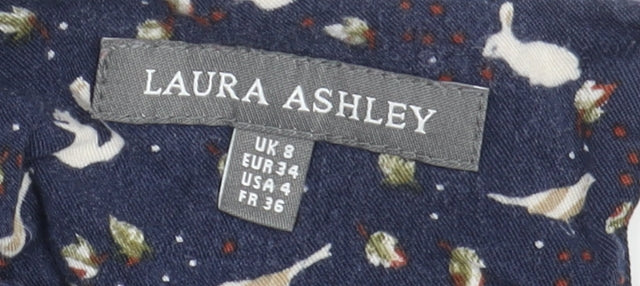 LAURA ASHLEY
UK 8
EUR 34
USA 4
FR 36